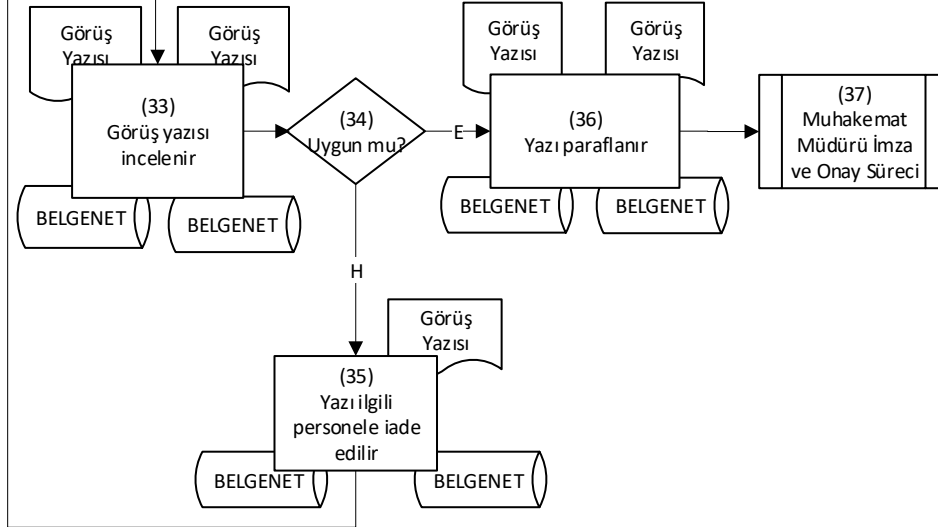 Görüş
Yazısı
Görüş
Yazısı
(33)
Görüş yazısı
incelenir
BELGENET
BELGENET
(34)
Uygun mu?
E
H
Görüş
Yazısı
Görüş
Yazısı
(36)
Yazı paraflanır
BELGENET
BELGENET
(37)
Muhakemat
Müdürü İmza
ve Onay Süreci
Görüş
Yazısı
(35)
Yazı ilgili
personele iade
edilir
BELGENET
BELGENET